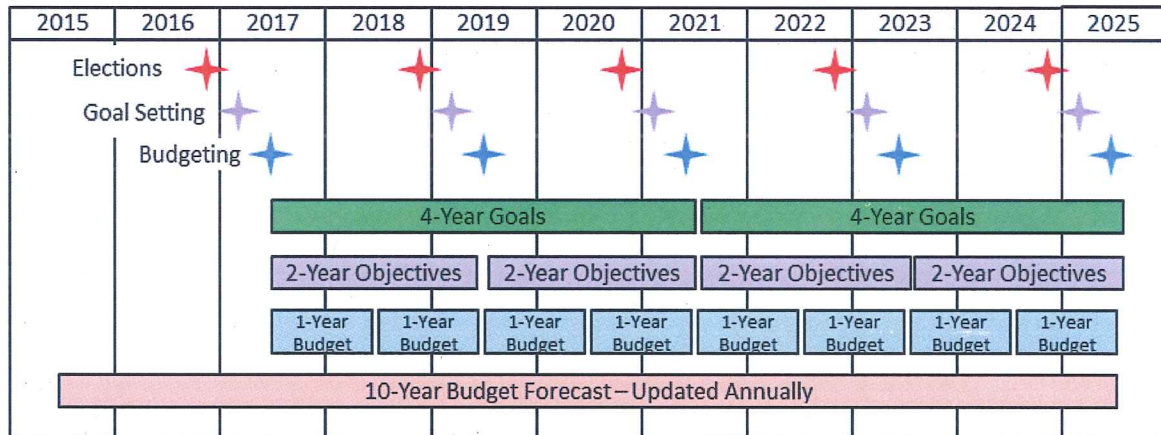 2015 2016 2017 2018 2019 2020 2021 2022 2023 2024 2025
Elections
Goal Setting
Budgeting
4-Year Goals 4-Year Goals
2-Year Objectives 2-Year Objectives 2-Year Objectives 2-Year Objectives
1-Year 1-Year 1-Year 1-Year 1-Year 1-Year 1-Year 1-Year
Budget Budget Budget Budget Budget Budget Budget Budget
10-Year Budget Forecast – Updated Annually